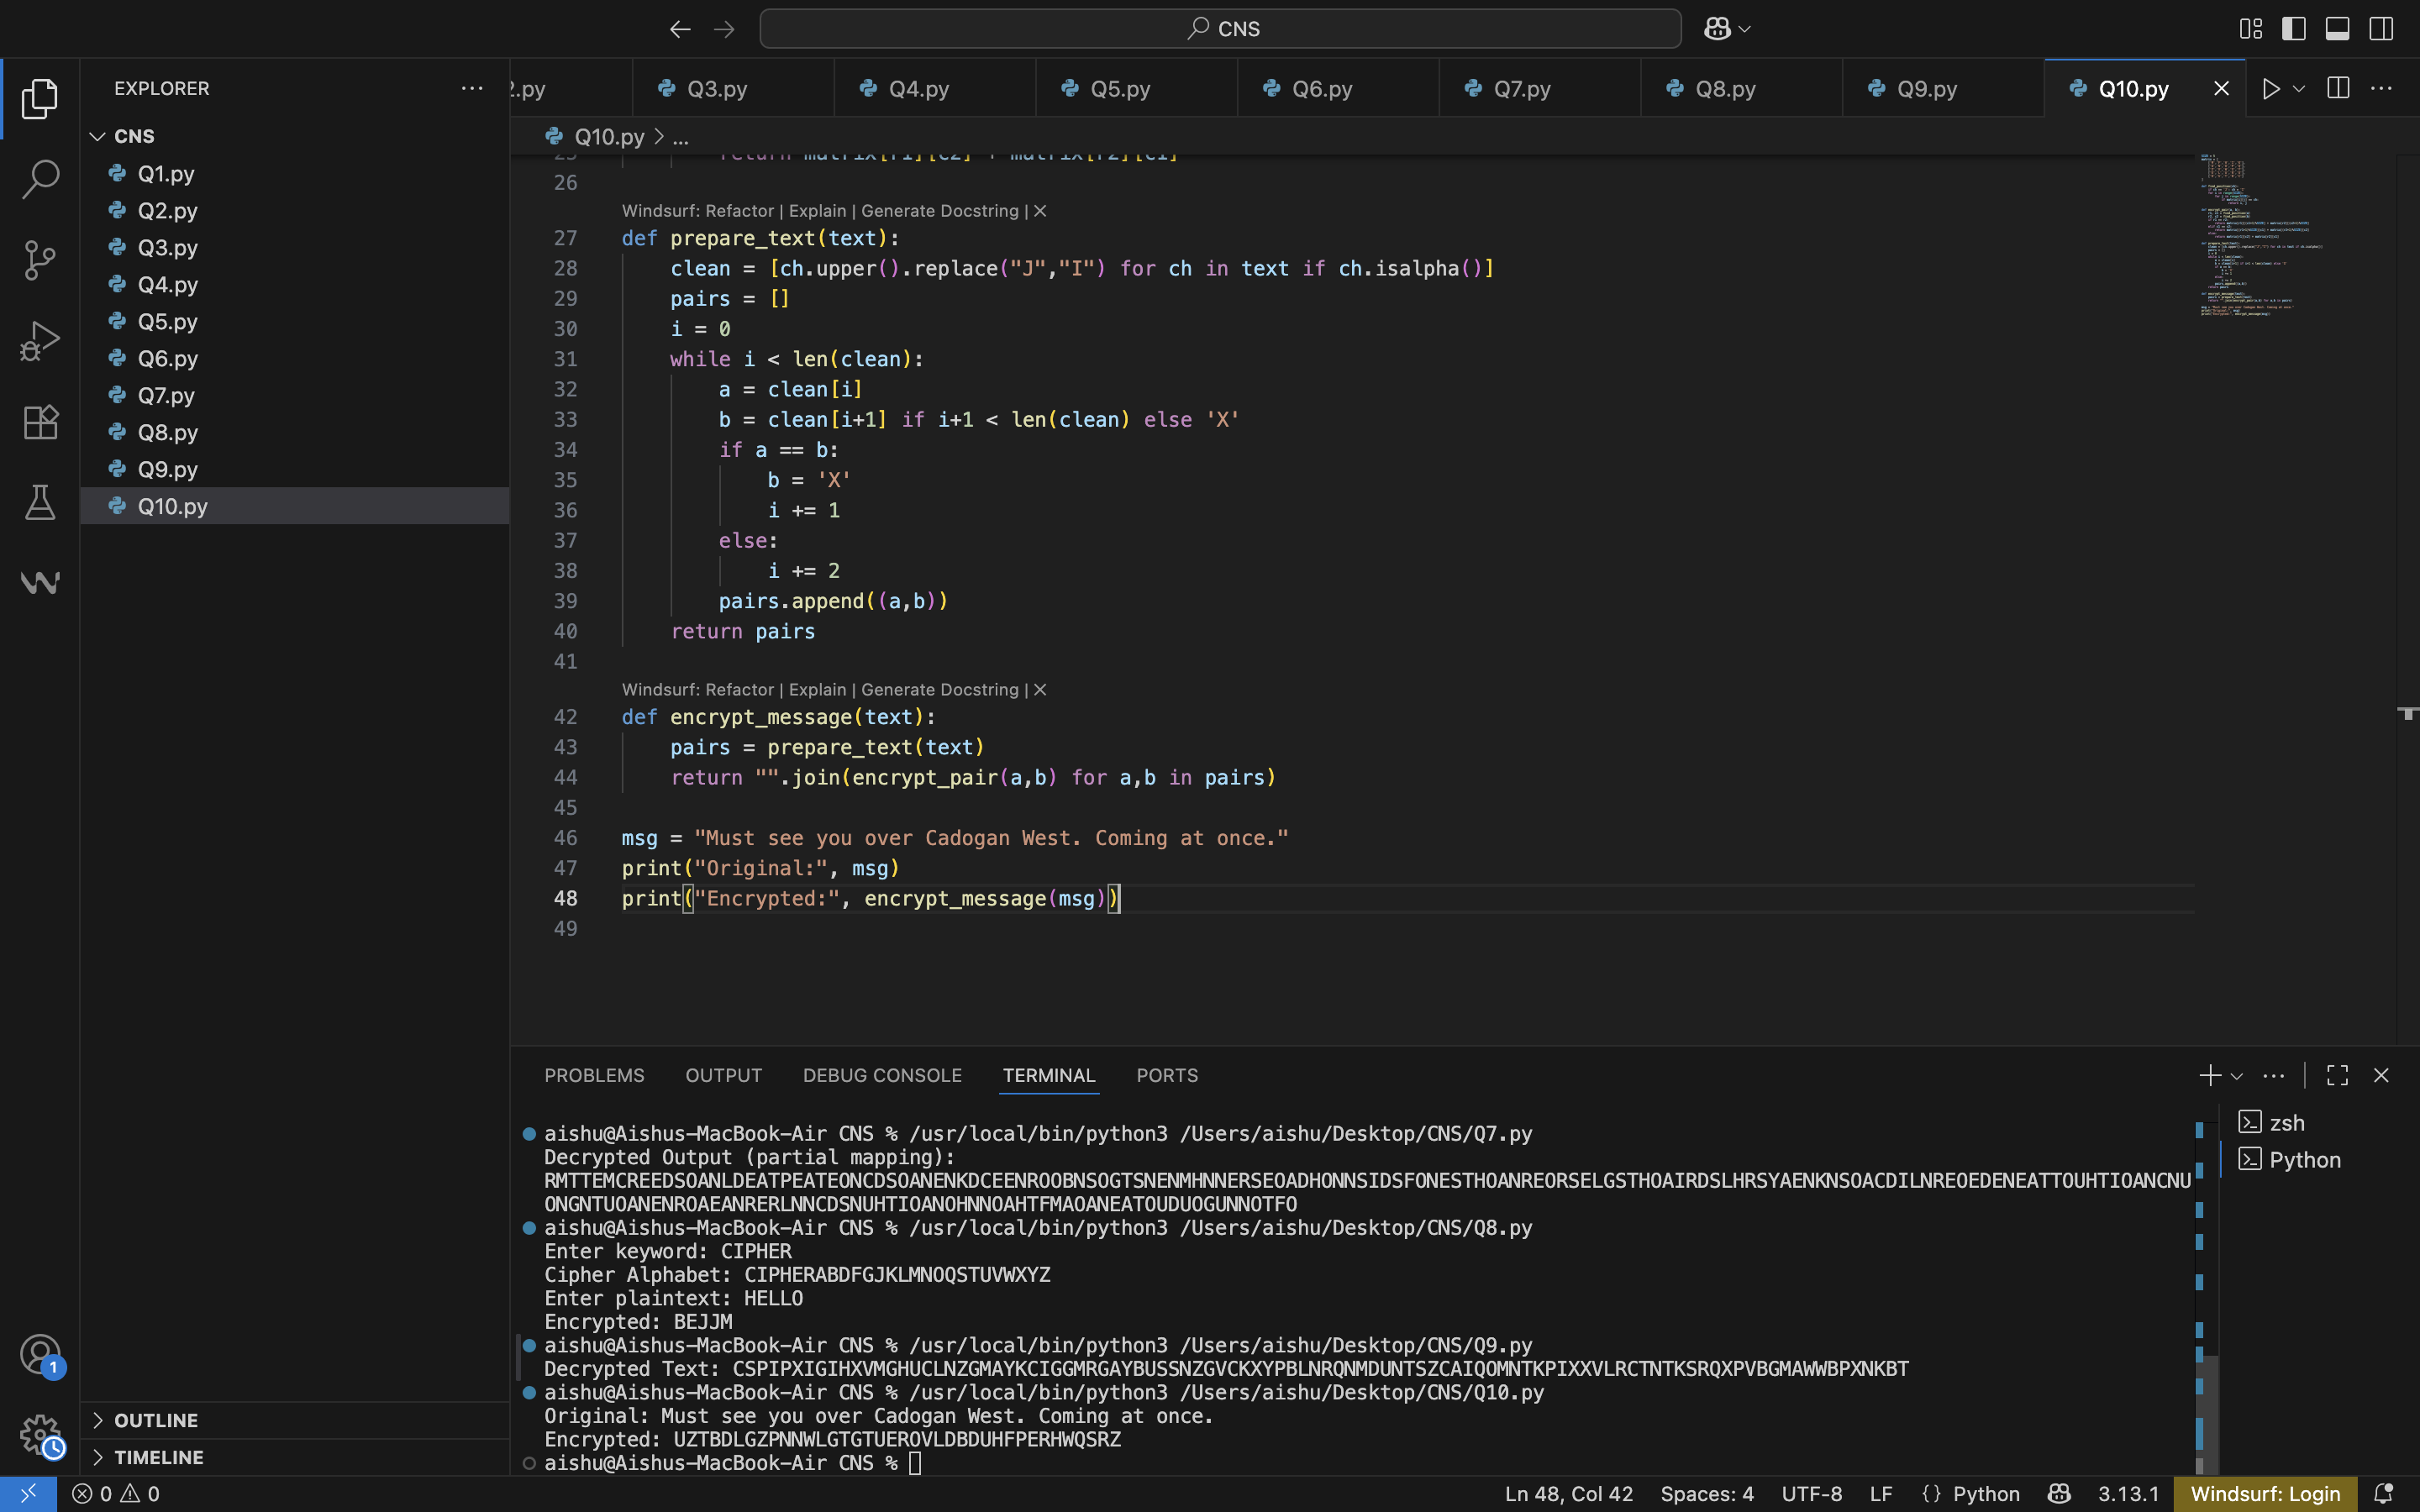 CNS
EXPLORER
2.py
Q3.py
Q4.py
Q5.py
Q6.py
Q7.py
Q8.py
Q9.py
Q10.py
CNS
Q1.py
Q2.py
Q3.py
Q4.py
Q5.py
Q6.py
Q7.py
Q8.py
Q9.py
Q10.py
OUTLINE
TIMELINE
1
Q10.py > ...
25 return matrix[r1][c2] + matrix[r2][c1]
26
Windsurf: Refactor | Explain | Generate Docstring | X
27 def prepare_text(text):
28 clean = [ch.upper().replace("J","I") for ch in text if ch.isalpha()]
29 pairs = []
30 i = 0
31 while i < len(clean):
32 a = clean[i]
33 b = clean[i+1] if i+1 < len(clean) else 'X'
34 if a == b:
35 b = 'X'
36 i += 1
37 else:
38 i += 2
39 pairs.append((a,b))
40 return pairs
41
Windsurf: Refactor | Explain | Generate Docstring | X
42 def encrypt_message(text):
43 pairs = prepare_text(text)
44 return "".join(encrypt_pair(a,b) for a,b in pairs)
45
46 msg = "Must see you over Cadogan West. Coming at once."
47 print("Original:", msg)
48 print("Encrypted:", encrypt_message(msg))
49
PROBLEMS OUTPUT DEBUG CONSOLE TERMINAL PORTS
aishu@Aishus-MacBook-Air CNS % /usr/local/bin/python3 /Users/aishu/Desktop/CNS/Q7.py
Decrypted Output (partial mapping):
RMTTEMCREEDSOANLDEATPEATEONCDSOANENKDCEENROOBNSOGTSNENMHNNERSEOADHONNSIDSFONESTHOANREORSELGSTHOAIRDSLHRSYAENKNSOACDILNREOEDENEATTOUHTIOANCNU
ONGNTUOANENROAEANRERLNNCDSNUHTIOANOHNNOAHTFMAOANEATOUDUOGUNNOTFO
aishu@Aishus-MacBook-Air CNS % /usr/local/bin/python3 /Users/aishu/Desktop/CNS/Q8.py
Enter keyword: CIPHER
Cipher Alphabet: CIPHERABDFGJKLMNOQSTUVWXYZ
Enter plaintext: HELLO
Encrypted: BEJJM
aishu@Aishus-MacBook-Air CNS % /usr/local/bin/python3 /Users/aishu/Desktop/CNS/Q9.py
Decrypted Text: CSPIPXIGIHXVMGHUCLNZGMAYKCIGGMRGAYBUSSNZGVCKXYPBLNRQNMDUNTSZCAIQOMNTKPIXXVLRCTNTKSRQXPVBGMAWWBPXNKBT
aishu@Aishus-MacBook-Air CNS % /usr/local/bin/python3 /Users/aishu/Desktop/CNS/Q10.py
Original: Must see you over Cadogan West. Coming at once.
Encrypted: UZTBDLGZPNNWLGTGTUEROVLDBDUHFPERHWQSRZ
aishu@Aishus-MacBook-Air CNS %
zsh
Python
0 0
Ln 48, Col 42 Spaces: 4 UTF-8 LF {} Python 3.13.1 Windsurf: Login